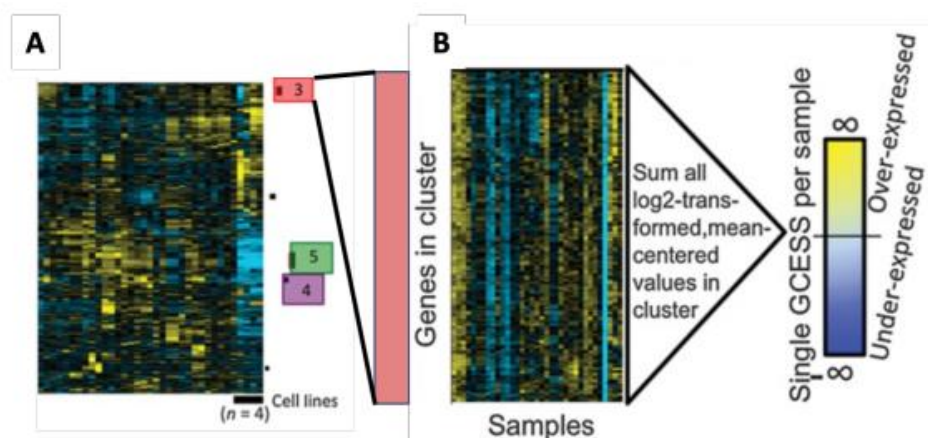 A
3
5
4
Cell lines
(n = 4)
B
Genes in cluster
Samples
Sum all
log2-trans-
formed,mean-
centered
values in
cluster
Single GCESS per sample
∞
Over-expressed
Under-expressed
-∞